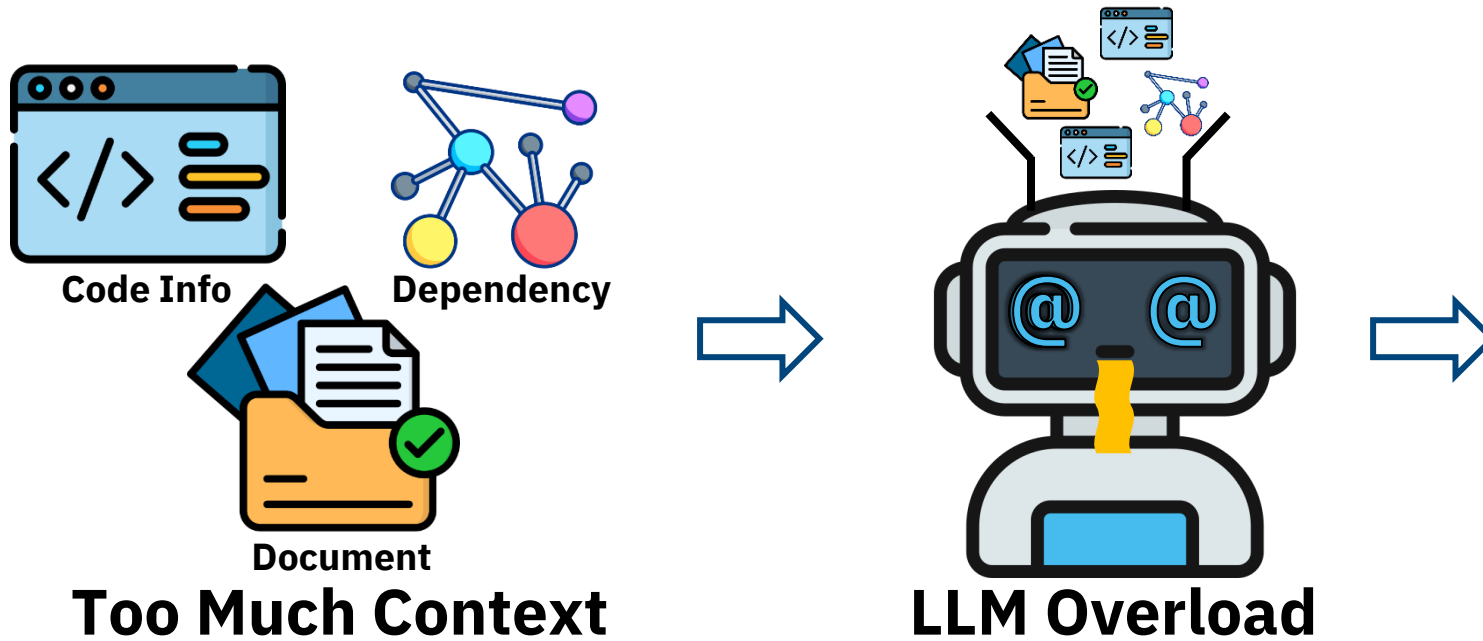 </>
</>
</>
Code Info
Dependency
@ @
Document
Too Much Context
LLM Overload